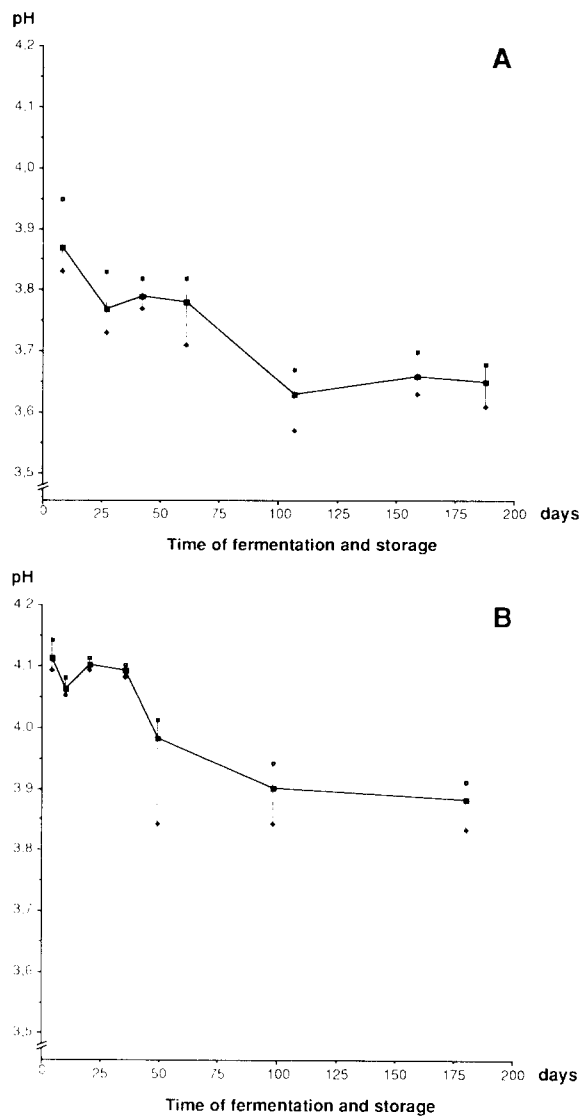 pH
A
4,2
4,1
4,0
3,9
3,8
3,7
3,6
3,5
0 25 50 75 100 125 150 175 200 days
Time of fermentation and storage
pH
B
4,2
4,1
4,0
3,9
3,8
3,7
3,6
3,5
0 25 50 75 100 125 150 175 200 days
Time of fermentation and storage